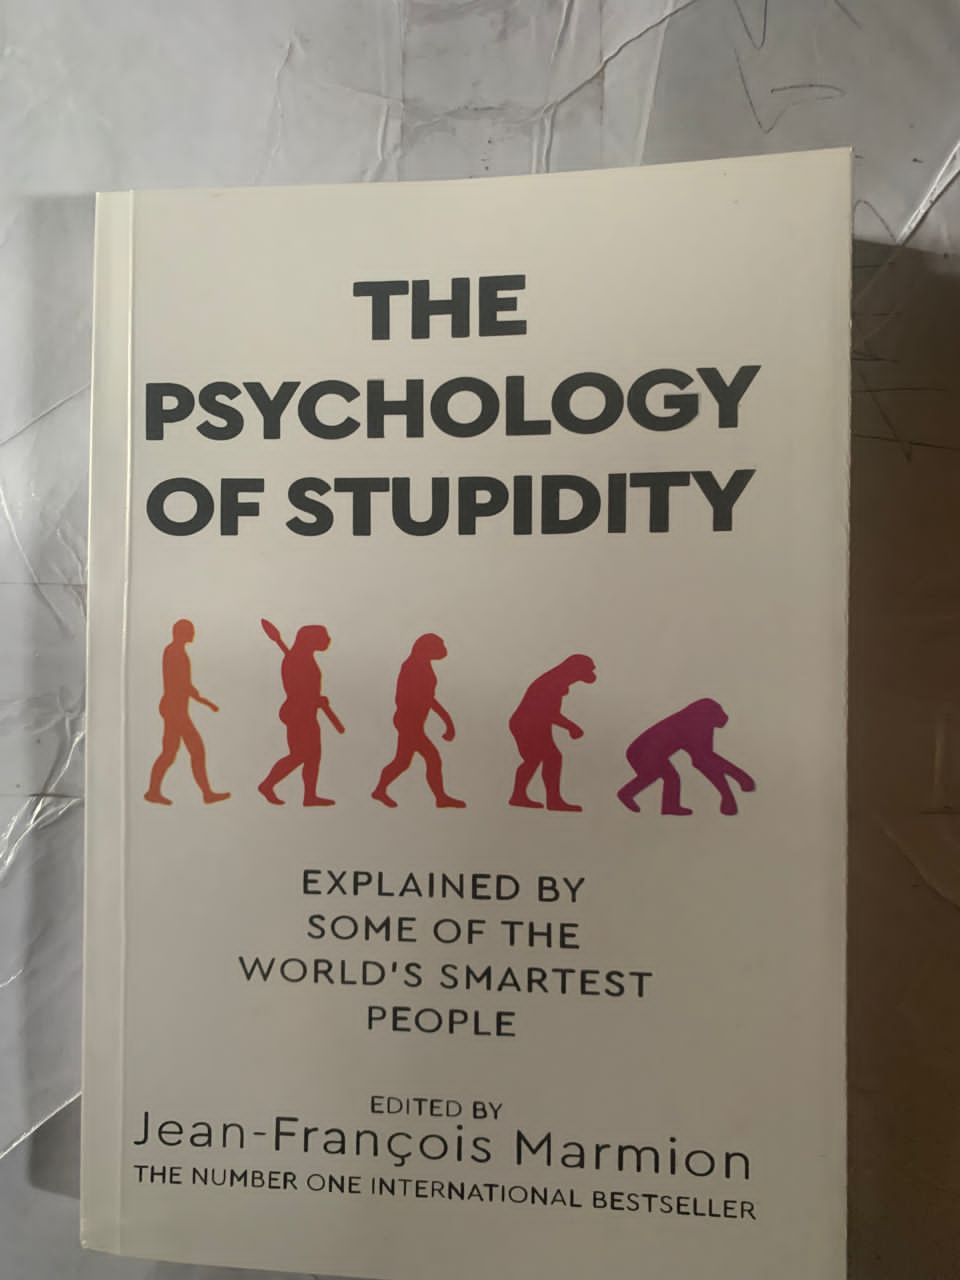 THE
PSYCHOLOGY
OF STUPIDITY
EXPLAINED BY
SOME OF THE
WORLD'S SMARTEST
PEOPLE
EDITED BY
Jean-François Marmion
THE NUMBER ONE INTERNATIONAL BESTSELLER